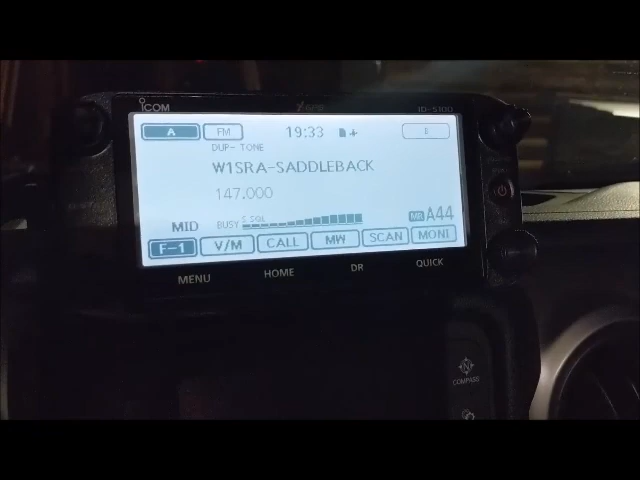 ICOM ID-5100
A FM 19:33 B
DUP- TONE
W1SRA-SADDLEBACK
147.000
MID BUSY S SQL MR A44
F-1 V/M CALL MW SCAN MONI
MENU HOME DR QUICK
COMPASS